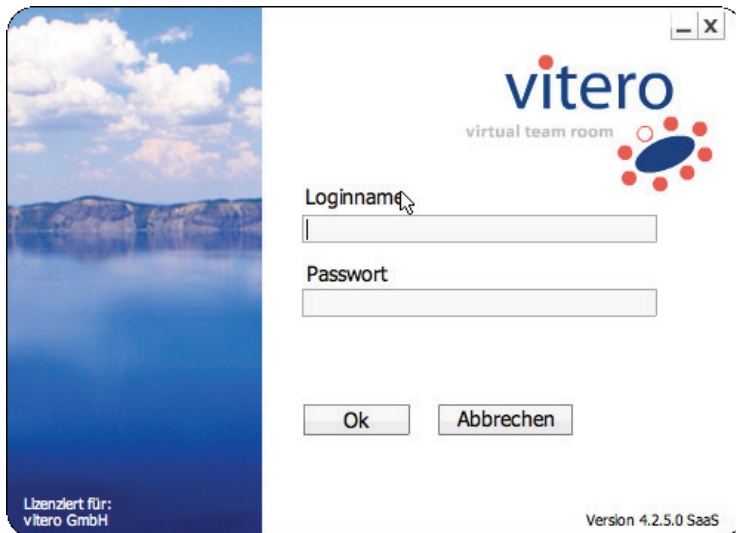 _ X
vitero
virtual team room
Loginname
Passwort
Ok
Abbrechen
Lizenziert für:
vitero GmbH
Version 4.2.5.0 SaaS